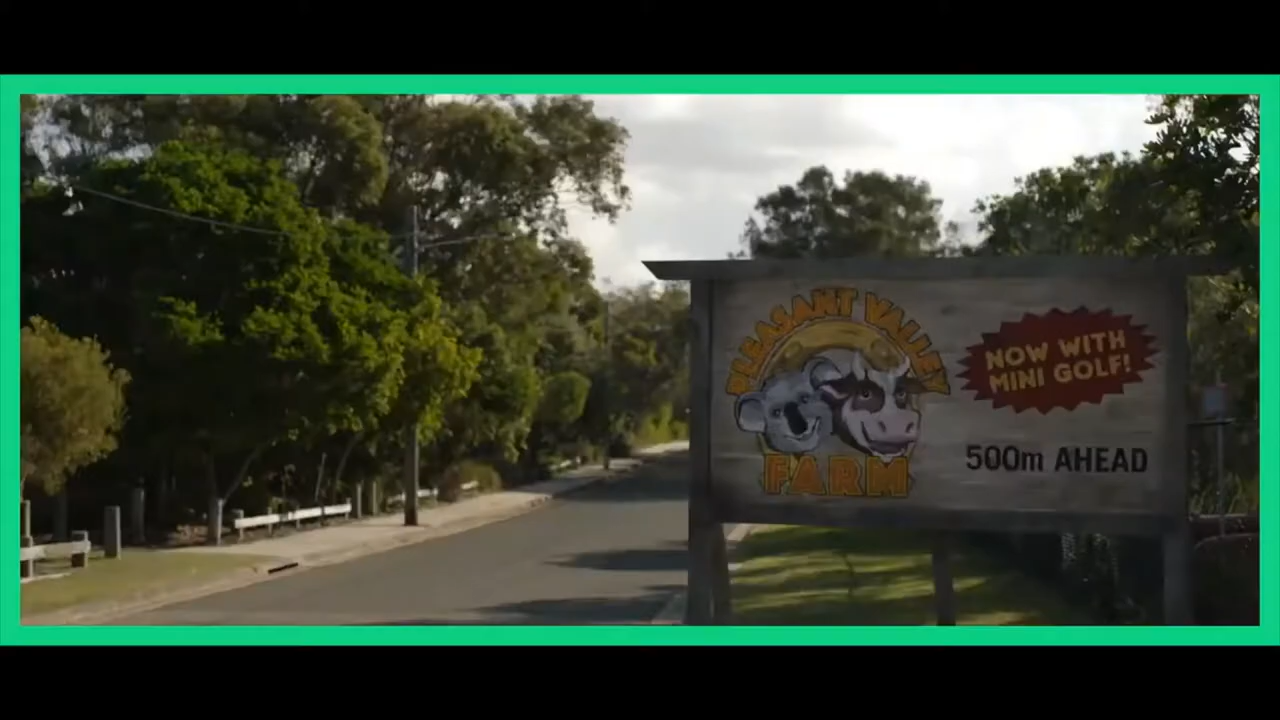 PLEASANT VALLEY
FARM
NOW WITH
MINI GOLF!
500m AHEAD